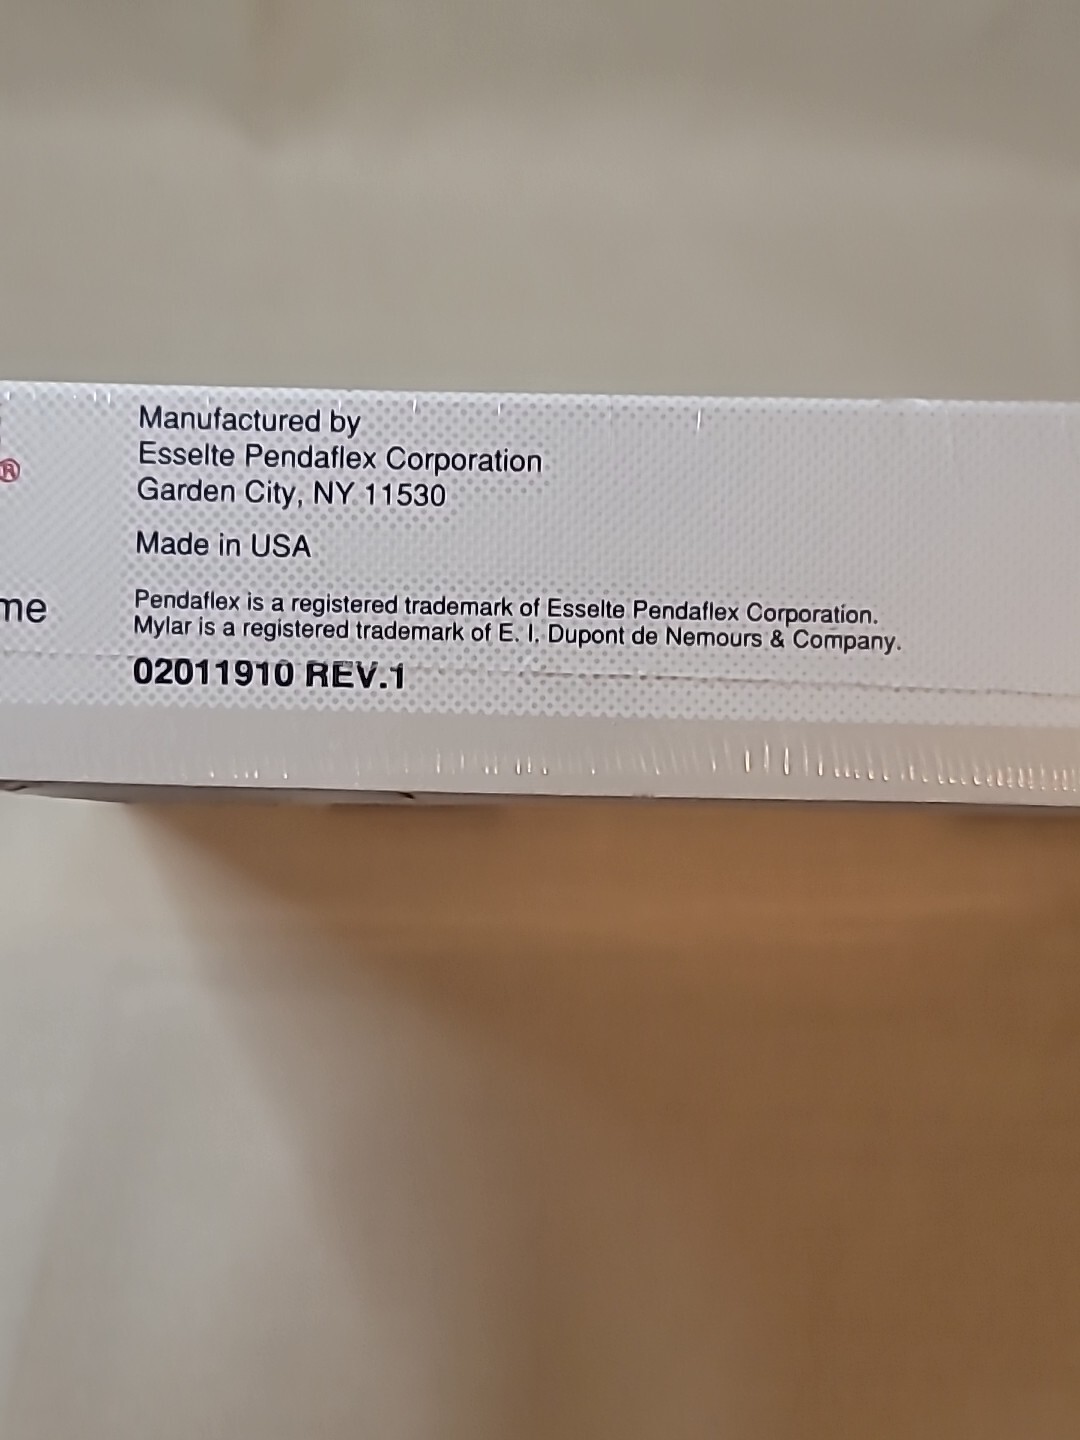 Manufactured by
Esselte Pendaflex Corporation
Garden City, NY 11530
Made in USA
®
me
Pendaflex is a registered trademark of Esselte Pendaflex Corporation.
Mylar is a registered trademark of E. I. Dupont de Nemours & Company.
02011910 REV.1